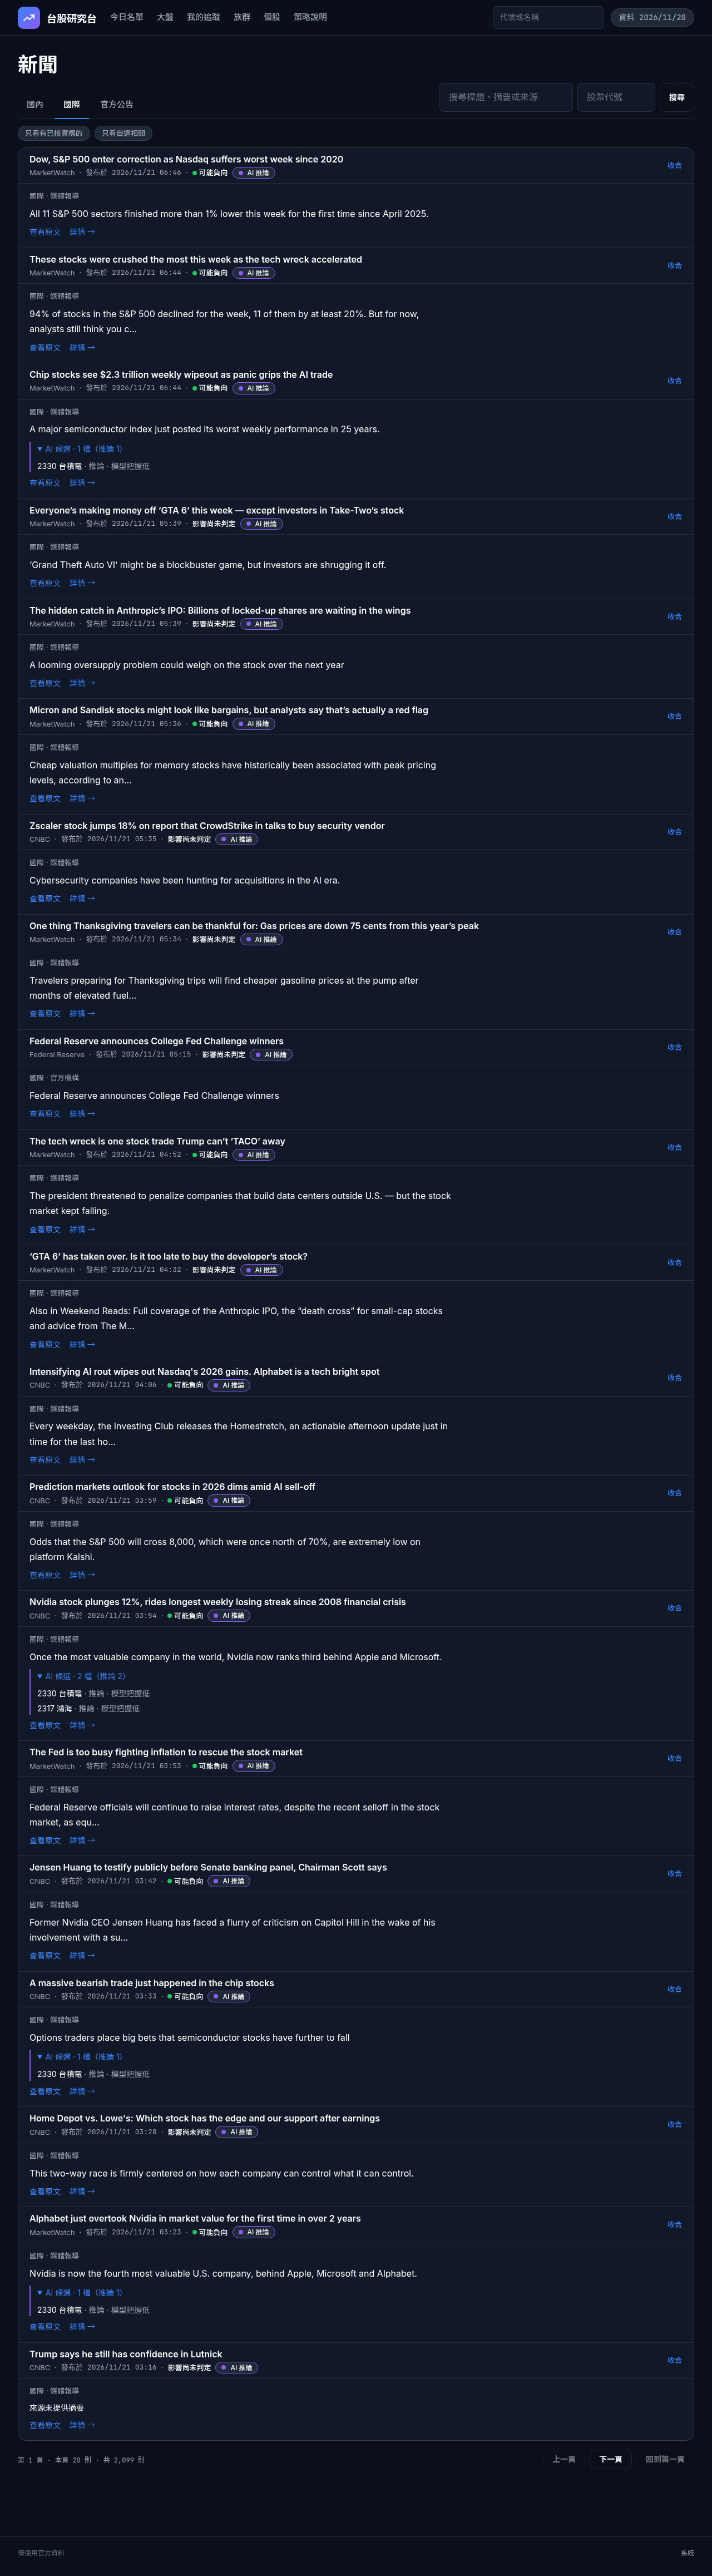 台股研究台 今日名單 大盤 我的追蹤 族群 個股 策略說明 代號或名稱 資料 2026/11/20
新聞
國內 國際 官方公告 搜尋標題、摘要或來源 股票代號 搜尋
只看有已核實標的 只看自選相關
Dow, S&P 500 enter correction as Nasdaq suffers worst week since 2020 收合
MarketWatch · 發布於 2026/11/21 06:46 · 可能負向 AI 推論
國際 · 媒體報導
All 11 S&P 500 sectors finished more than 1% lower this week for the first time since April 2025.
查看原文 詳情 →
These stocks were crushed the most this week as the tech wreck accelerated 收合
MarketWatch · 發布於 2026/11/21 06:44 · 可能負向 AI 推論
國際 · 媒體報導
94% of stocks in the S&P 500 declined for the week, 11 of them by at least 20%. But for now,
analysts still think you c…
查看原文 詳情 →
Chip stocks see $2.3 trillion weekly wipeout as panic grips the AI trade 收合
MarketWatch · 發布於 2026/11/21 06:44 · 可能負向 AI 推論
國際 · 媒體報導
A major semiconductor index just posted its worst weekly performance in 25 years.
▼ AI 候選 · 1 檔（推論 1）
2330 台積電 · 推論 · 模型把握低
查看原文 詳情 →
Everyone’s making money off ‘GTA 6’ this week — except investors in Take-Two’s stock 收合
MarketWatch · 發布於 2026/11/21 05:39 · 影響尚未判定 AI 推論
國際 · 媒體報導
‘Grand Theft Auto VI’ might be a blockbuster game, but investors are shrugging it off.
查看原文 詳情 →
The hidden catch in Anthropic’s IPO: Billions of locked-up shares are waiting in the wings 收合
MarketWatch · 發布於 2026/11/21 05:39 · 影響尚未判定 AI 推論
國際 · 媒體報導
A looming oversupply problem could weigh on the stock over the next year
查看原文 詳情 →
Micron and Sandisk stocks might look like bargains, but analysts say that’s actually a red flag 收合
MarketWatch · 發布於 2026/11/21 05:36 · 可能負向 AI 推論
國際 · 媒體報導
Cheap valuation multiples for memory stocks have historically been associated with peak pricing
levels, according to an…
查看原文 詳情 →
Zscaler stock jumps 18% on report that CrowdStrike in talks to buy security vendor 收合
CNBC · 發布於 2026/11/21 05:35 · 影響尚未判定 AI 推論
國際 · 媒體報導
Cybersecurity companies have been hunting for acquisitions in the AI era.
查看原文 詳情 →
One thing Thanksgiving travelers can be thankful for: Gas prices are down 75 cents from this year’s peak 收合
MarketWatch · 發布於 2026/11/21 05:34 · 影響尚未判定 AI 推論
國際 · 媒體報導
Travelers preparing for Thanksgiving trips will find cheaper gasoline prices at the pump after
months of elevated fuel…
查看原文 詳情 →
Federal Reserve announces College Fed Challenge winners 收合
Federal Reserve · 發布於 2026/11/21 05:15 · 影響尚未判定 AI 推論
國際 · 官方機構
Federal Reserve announces College Fed Challenge winners
查看原文 詳情 →
The tech wreck is one stock trade Trump can’t ‘TACO’ away 收合
MarketWatch · 發布於 2026/11/21 04:52 · 可能負向 AI 推論
國際 · 媒體報導
The president threatened to penalize companies that build data centers outside U.S. — but the stock
market kept falling.
查看原文 詳情 →
‘GTA 6’ has taken over. Is it too late to buy the developer’s stock? 收合
MarketWatch · 發布於 2026/11/21 04:32 · 影響尚未判定 AI 推論
國際 · 媒體報導
Also in Weekend Reads: Full coverage of the Anthropic IPO, the “death cross” for small-cap stocks
and advice from The M…
查看原文 詳情 →
Intensifying AI rout wipes out Nasdaq's 2026 gains. Alphabet is a tech bright spot 收合
CNBC · 發布於 2026/11/21 04:06 · 可能負向 AI 推論
國際 · 媒體報導
Every weekday, the Investing Club releases the Homestretch, an actionable afternoon update just in
time for the last ho…
查看原文 詳情 →
Prediction markets outlook for stocks in 2026 dims amid AI sell-off 收合
CNBC · 發布於 2026/11/21 03:59 · 可能負向 AI 推論
國際 · 媒體報導
Odds that the S&P 500 will cross 8,000, which were once north of 70%, are extremely low on
platform Kalshi.
查看原文 詳情 →
Nvidia stock plunges 12%, rides longest weekly losing streak since 2008 financial crisis 收合
CNBC · 發布於 2026/11/21 03:54 · 可能負向 AI 推論
國際 · 媒體報導
Once the most valuable company in the world, Nvidia now ranks third behind Apple and Microsoft.
▼ AI 候選 · 2 檔（推論 2）
2330 台積電 · 推論 · 模型把握低
2317 鴻海 · 推論 · 模型把握低
查看原文 詳情 →
The Fed is too busy fighting inflation to rescue the stock market 收合
MarketWatch · 發布於 2026/11/21 03:53 · 可能負向 AI 推論
國際 · 媒體報導
Federal Reserve officials will continue to raise interest rates, despite the recent selloff in the stock
market, as equ…
查看原文 詳情 →
Jensen Huang to testify publicly before Senate banking panel, Chairman Scott says 收合
CNBC · 發布於 2026/11/21 03:42 · 可能負向 AI 推論
國際 · 媒體報導
Former Nvidia CEO Jensen Huang has faced a flurry of criticism on Capitol Hill in the wake of his
involvement with a su…
查看原文 詳情 →
A massive bearish trade just happened in the chip stocks 收合
CNBC · 發布於 2026/11/21 03:33 · 可能負向 AI 推論
國際 · 媒體報導
Options traders place big bets that semiconductor stocks have further to fall
▼ AI 候選 · 1 檔（推論 1）
2330 台積電 · 推論 · 模型把握低
查看原文 詳情 →
Home Depot vs. Lowe's: Which stock has the edge and our support after earnings 收合
CNBC · 發布於 2026/11/21 03:28 · 影響尚未判定 AI 推論
國際 · 媒體報導
This two-way race is firmly centered on how each company can control what it can control.
查看原文 詳情 →
Alphabet just overtook Nvidia in market value for the first time in over 2 years 收合
MarketWatch · 發布於 2026/11/21 03:23 · 可能負向 AI 推論
國際 · 媒體報導
Nvidia is now the fourth most valuable U.S. company, behind Apple, Microsoft and Alphabet.
▼ AI 候選 · 1 檔（推論 1）
2330 台積電 · 推論 · 模型把握低
查看原文 詳情 →
Trump says he still has confidence in Lutnick 收合
CNBC · 發布於 2026/11/21 03:16 · 影響尚未判定 AI 推論
國際 · 媒體報導
來源未提供摘要
查看原文 詳情 →
第 1 頁 · 本頁 20 則 · 共 2,099 則 上一頁 下一頁 回到第一頁
僅使用官方資料 系統